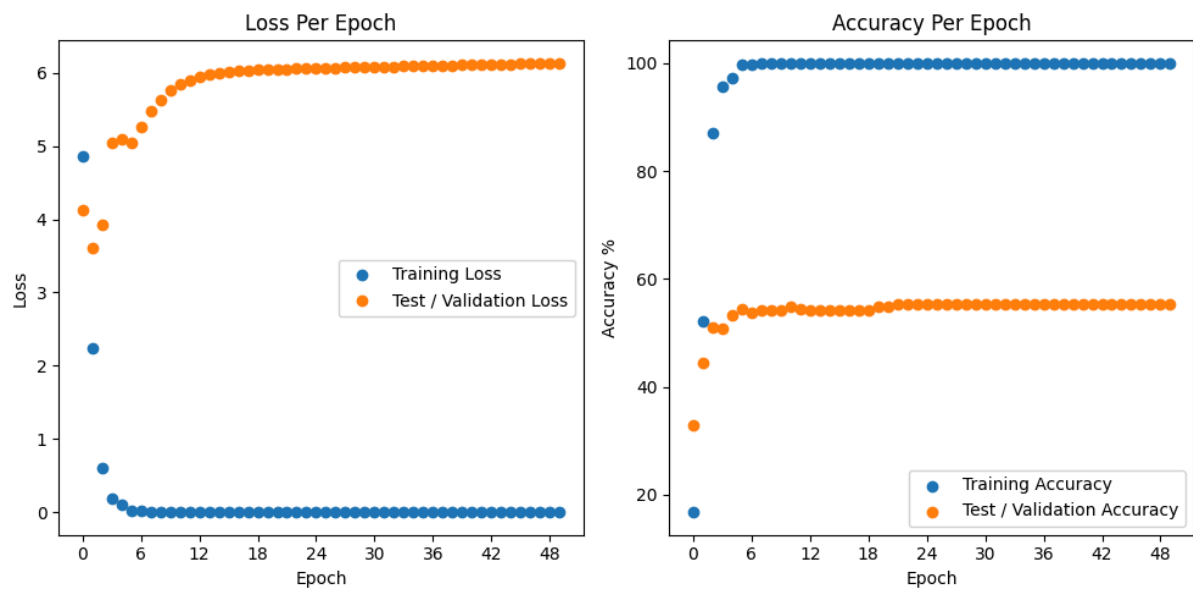 Loss Per Epoch
Loss
6
5
4
3
2
1
0
Training Loss
Test / Validation Loss
0 6 12 18 24 30 36 42 48
Epoch
Accuracy Per Epoch
Accuracy %
100
80
60
40
20
Training Accuracy
Test / Validation Accuracy
0 6 12 18 24 30 36 42 48
Epoch